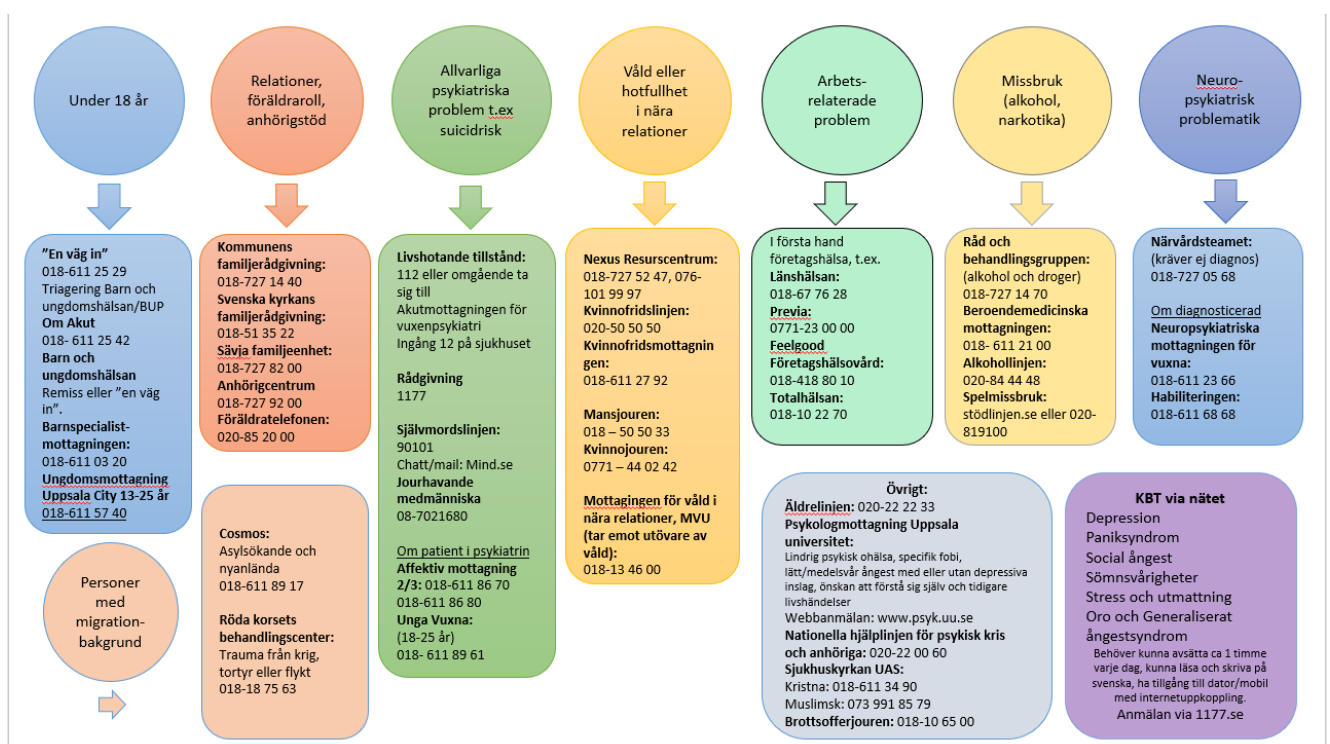 Under 18 år
Relationer,
föräldraroll,
anhörigstöd
Allvarliga
psykiatriska
problem t.ex
suicidrisk
Våld eller
hotfullhet
i nära
relationer
Arbets-
relaterade
problem
Missbruk
(alkohol,
narkotika)
Neuro-
psykiatrisk
problematik
”En väg in”
018-611 25 29
Triagering Barn och
ungdomshälsan/BUP
Om Akut
018- 611 25 42
Barn och
ungdomshälsan
Remiss eller ”en väg
in”.
Barnspecialist-
mottagningen:
018-611 03 20
Ungdomsmottagning
Uppsala City 13-25 år
018-611 57 40
Kommunens
familjerådgivning:
018-727 14 40
Svenska kyrkans
familjerådgivning:
018-51 35 22
Sävja familjeenhet:
018-727 82 00
Anhörigcentrum
018-727 92 00
Föräldratelefonen:
020-85 20 00
Livshotande tillstånd:
112 eller omgående ta
sig till
Akutmottagningen för
vuxenpsykiatri
Ingång 12 på sjukhuset
Rådgivning
1177
Självmordslinjen:
90101
Chatt/mail: Mind.se
Jourhavande
medmänniska
08-7021680
Om patient i psykiatrin
Affektiv mottagning
2/3: 018-611 86 70
018-611 86 80
Unga Vuxna:
(18-25 år)
018- 611 89 61
Nexus Resurscentrum:
018-727 52 47, 076-
101 99 97
Kvinnofridslinjen:
020-50 50 50
Kvinnofridsmottagnin
gen:
018-611 27 92
Mansjouren:
018 – 50 50 33
Kvinnojouren:
0771 – 44 02 42
Mottagingen för våld i
nära relationer, MVU
(tar emot utövare av
våld):
018-13 46 00
I första hand
företagshälsa, t.ex.
Länshälsan:
018-67 76 28
Previa:
0771-23 00 00
Feelgood
Företagshälsovård:
018-418 80 10
Totalhälsan:
018-10 22 70
Råd och
behandlingsgruppen:
(alkohol och droger)
018-727 14 70
Beroendemedicinska
mottagningen:
018- 611 21 00
Alkohollinjen:
020-84 44 48
Spelmissbruk:
stödlinjen.se eller 020-
819100
Närvårdsteamet:
(kräver ej diagnos)
018-727 05 68
Om diagnosticerad
Neuropsykiatriska
mottagningen för
vuxna:
018-611 23 66
Habiliteringen:
018-611 68 68
Personer
med
migration-
bakgrund
Cosmos:
Asylsökande och
nyanlända
018-611 89 17
Röda korsets
behandlingscenter:
Trauma från krig,
tortyr eller flykt
018-18 75 63
Övrigt:
Äldrelinjen: 020-22 22 33
Psykologmottagning Uppsala
universitet:
Lindrig psykisk ohälsa, specifik fobi,
lätt/medelsvår ångest med eller utan depressiva
inslag, önskan att förstå sig själv och tidigare
livshändelser
Webbanmälan: www.psyk.uu.se
Nationella hjälplinjen för psykisk kris
och anhöriga: 020-22 00 60
Sjukhuskyrkan UAS:
Kristna: 018-611 34 90
Muslimsk: 073 991 85 79
Brottsofferjouren: 018-10 65 00
KBT via nätet
Depression
Paniksyndrom
Social ångest
Sömnsvårigheter
Stress och utmattning
Oro och Generaliserat
ångestsyndrom
Behöver kunna avsätta ca 1 timme
varje dag, kunna läsa och skriva på
svenska, ha tillgång till dator/mobil
med internetuppkoppling.
Anmälan via 1177.se